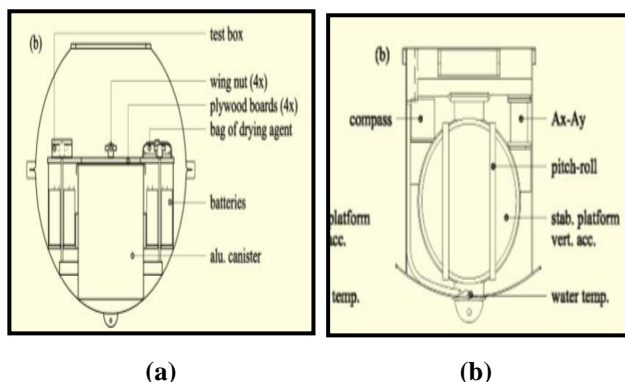 (b)
test box
wing nut (4x)
plywood boards (4x)
bag of drying agent
batteries
alu. canister
(b)
compass
Ax-Ay
pitch-roll
platform
acc.
stab. platform
vert. acc.
temp.
water temp.
(a)
(b)